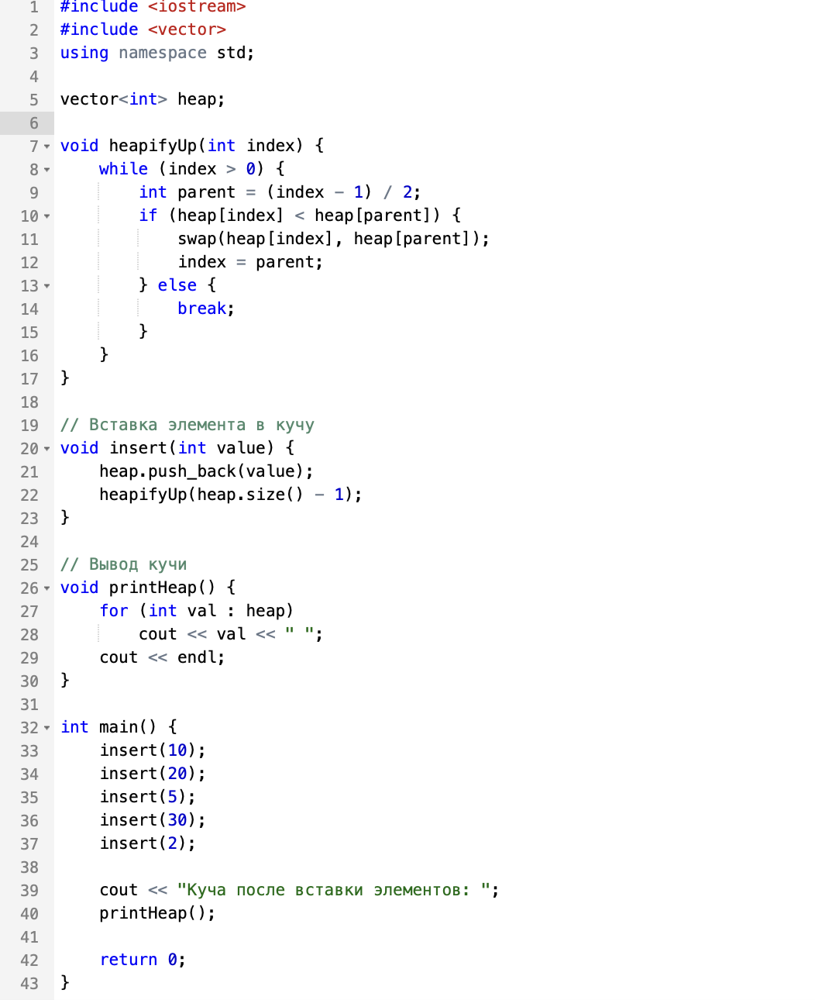 1 #include <iostream>
2 #include <vector>
3 using namespace std;
4
5 vector<int> heap;
6
7 void heapifyUp(int index) {
8     while (index > 0) {
9         int parent = (index - 1) / 2;
10         if (heap[index] < heap[parent]) {
11             swap(heap[index], heap[parent]);
12             index = parent;
13         } else {
14             break;
15         }
16     }
17 }
18
19 // Вставка элемента в кучу
20 void insert(int value) {
21     heap.push_back(value);
22     heapifyUp(heap.size() - 1);
23 }
24
25 // Вывод кучи
26 void printHeap() {
27     for (int val : heap)
28         cout << val << " ";
29     cout << endl;
30 }
31
32 int main() {
33     insert(10);
34     insert(20);
35     insert(5);
36     insert(30);
37     insert(2);
38
39     cout << "Куча после вставки элементов: ";
40     printHeap();
41
42     return 0;
43 }